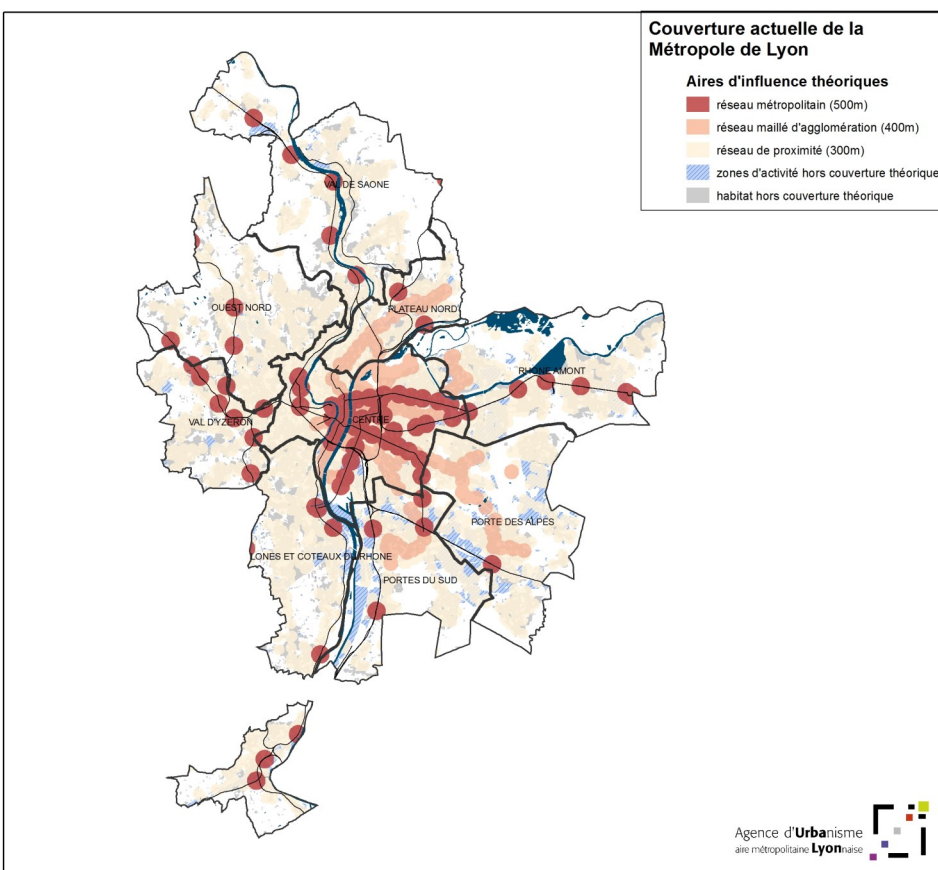 Couverture actuelle de la
Métropole de Lyon
Aires d'influence théoriques
réseau métropolitain (500m)
réseau maillé d'agglomération (400m)
réseau de proximité (300m)
zones d'activité hors couverture théorique
habitat hors couverture théorique
VAL DE SAONE
OUEST NORD
PLATEAU NORD
RHONE AMONT
VAL D'YZERON
CENTRE
PORTE DES ALPES
LONES ET COTEAUX DU RHONE
PORTES DU SUD
Agence d'Urbanisme
aire métropolitaine Lyonnaise